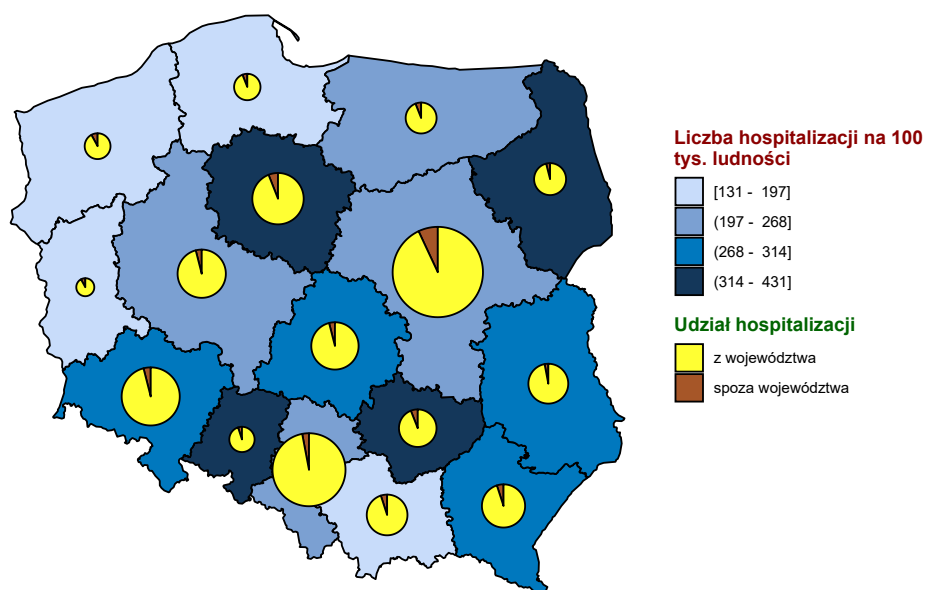 Liczba hospitalizacji na 100
tys. ludności
[131 - 197]
(197 - 268]
(268 - 314]
(314 - 431]
Udział hospitalizacji
z województwa
spoza województwa